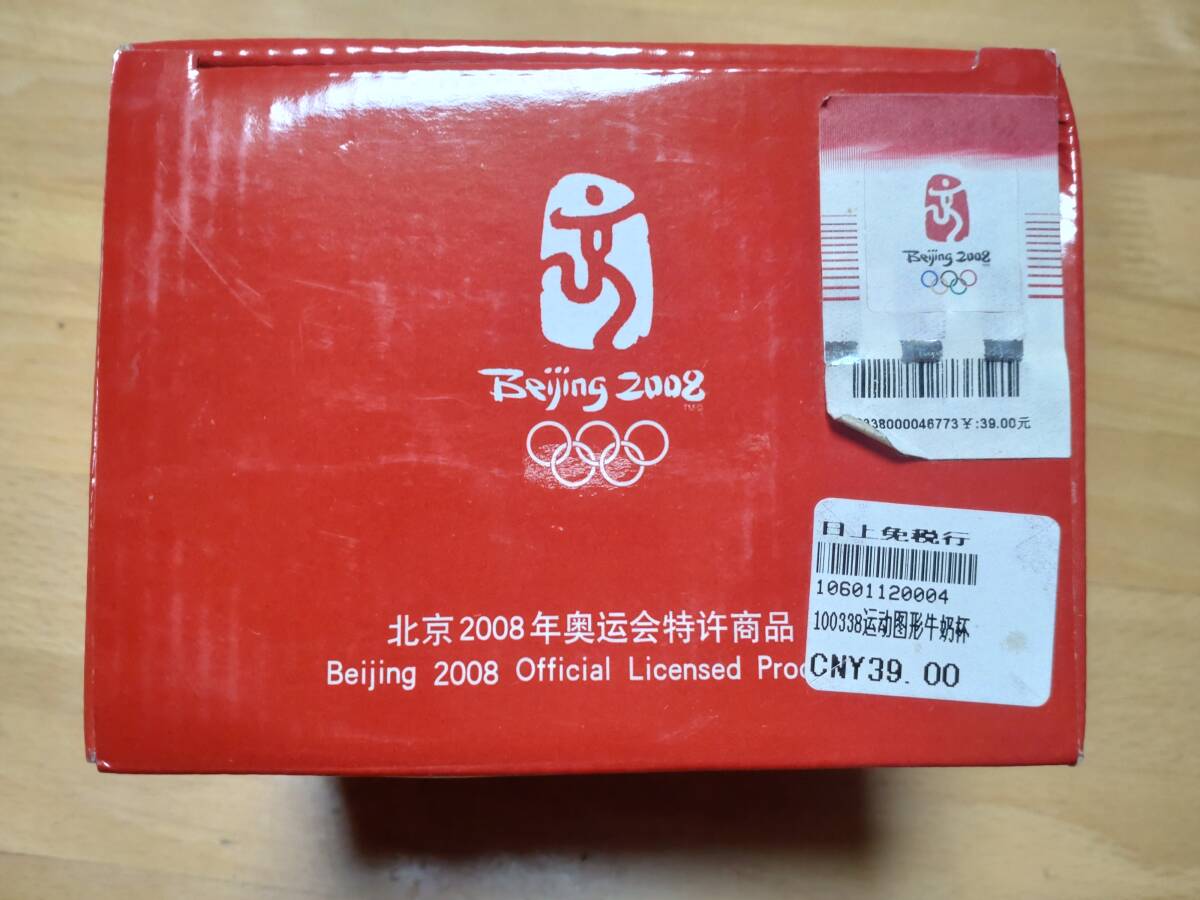 Beijing 2008
TM©
北京2008年奥运会特许商品
Beijing 2008 Official Licensed
Beijing 2008
38000046773￥:39.00元
日上免税行
10601120004
100338运动图形牛奶杯
CNY39.00